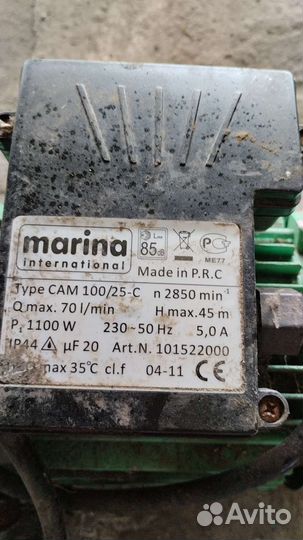 marina
international
Lwa
85 dB
ME77
Made in P.R.C
Type CAM 100/25-C n 2850 min⁻¹
Q max. 70 l/min H max. 45 m
P₁ 1100 W 230~50 Hz 5,0 A
IP44 µF 20 Art.N. 101522000
max 35°C cl.f 04-11 CE
Avito